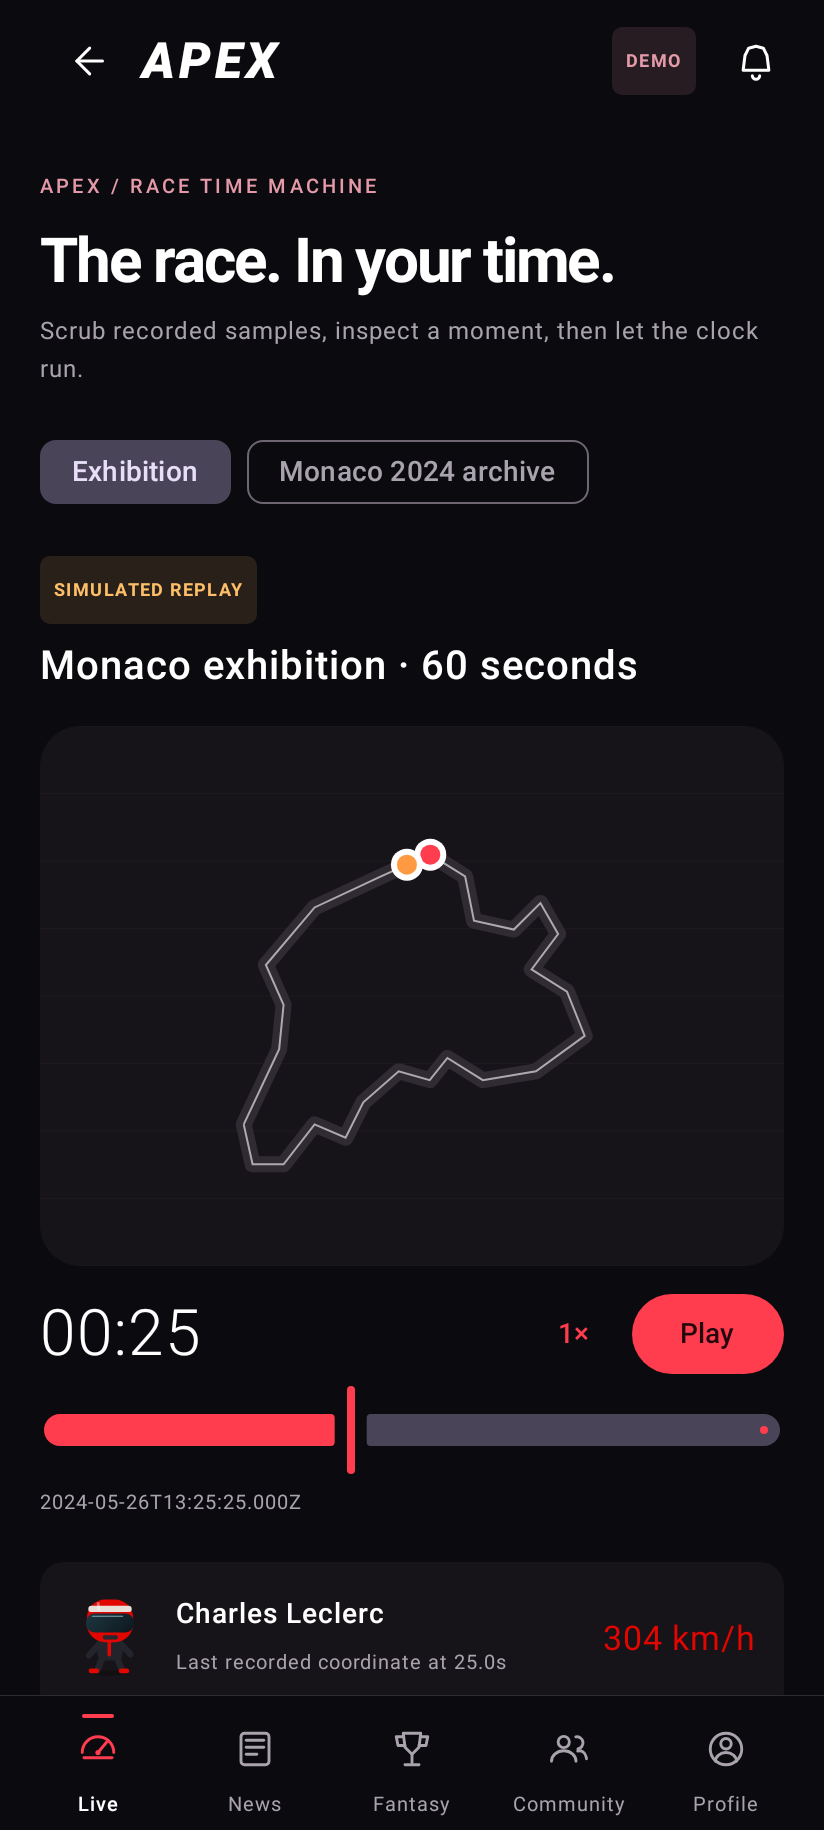 APEX
DEMO
APEX / RACE TIME MACHINE
The race. In your time.
Scrub recorded samples, inspect a moment, then let the clock
run.
Exhibition
Monaco 2024 archive
SIMULATED REPLAY
Monaco exhibition · 60 seconds
00:25
1×
Play
2024-05-26T13:25:25.000Z
Charles Leclerc
304 km/h
Last recorded coordinate at 25.0s
Live
News
Fantasy
Community
Profile